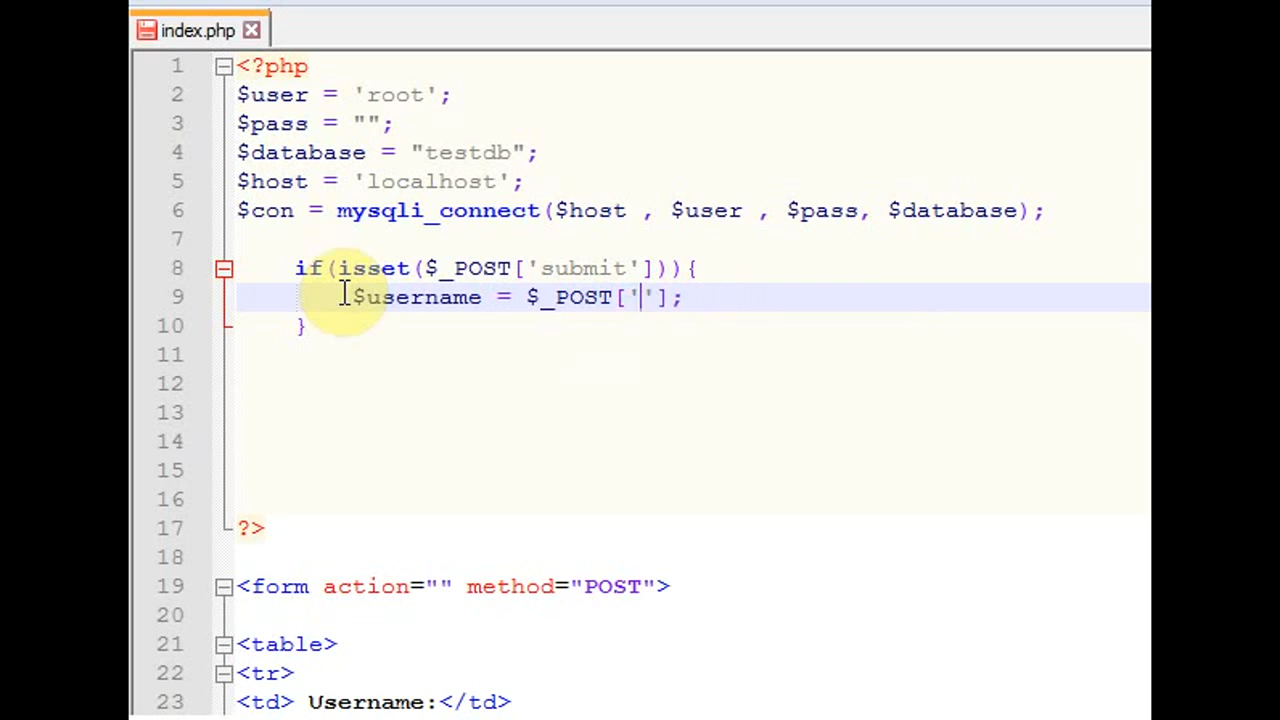 index.php
1 <?php
2 $user = 'root';
3 $pass = "";
4 $database = "testdb";
5 $host = 'localhost';
6 $con = mysqli_connect($host , $user , $pass, $database);
7
8 if(isset($_POST['submit'])){
9 $username = $_POST[''];
10 }
11
12
13
14
15
16
17 ?>
18
19 <form action="" method="POST">
20
21 <table>
22 <tr>
23 <td> Username:</td>